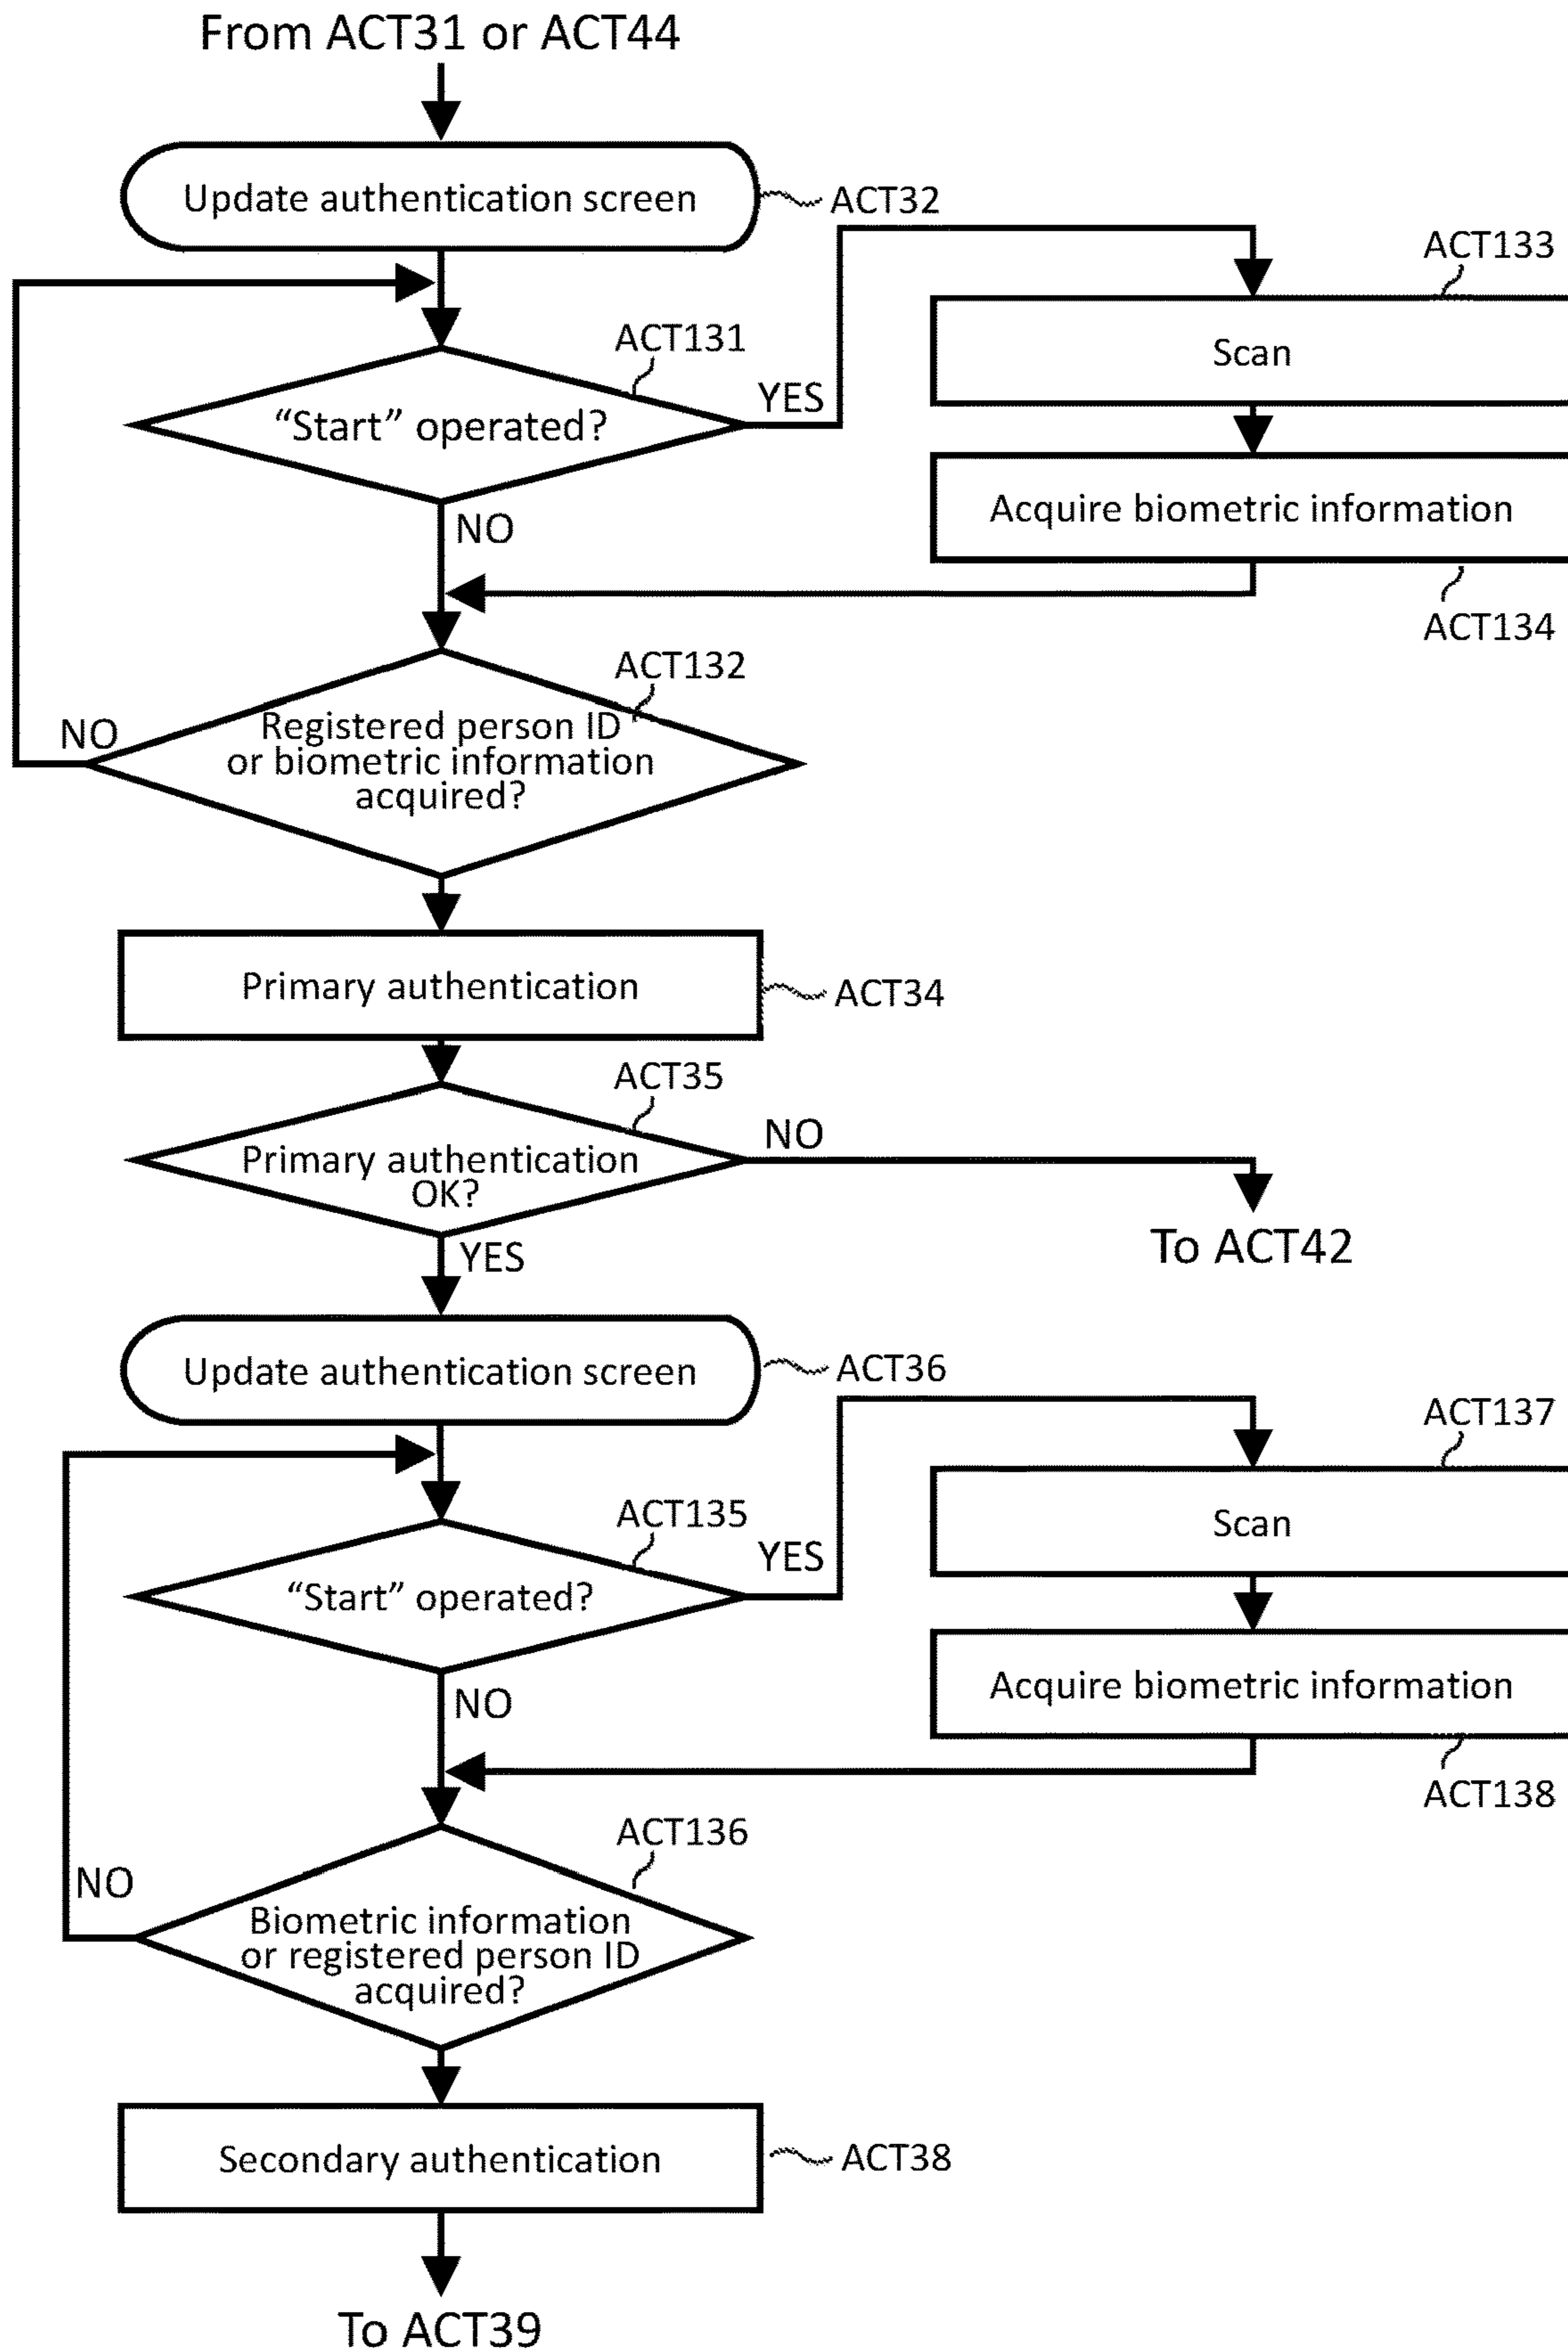 From ACT31 or ACT44
Update authentication screen
ACT32
ACT133
Scan
ACT131
“Start” operated?
YES
NO
Acquire biometric information
ACT134
ACT132
Registered person ID
or biometric information
acquired?
NO
Primary authentication
ACT34
ACT35
Primary authentication
OK?
NO
To ACT42
YES
Update authentication screen
ACT36
ACT137
Scan
ACT135
“Start” operated?
YES
NO
Acquire biometric information
ACT138
ACT136
Biometric information
or registered person ID
acquired?
NO
Secondary authentication
ACT38
To ACT39